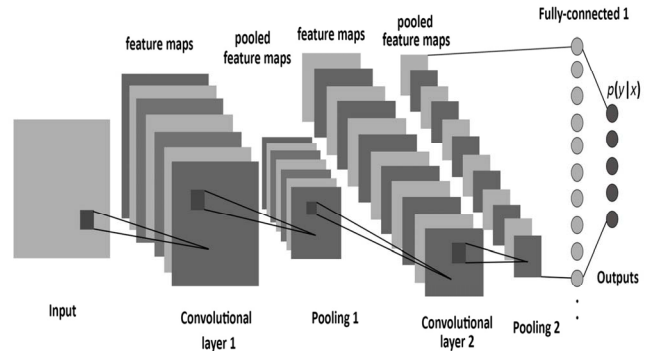 Fully-connected 1
feature maps
pooled
feature maps
feature maps
pooled
feature maps
p(y|x)
Input
Convolutional
layer 1
Pooling 1
Convolutional
layer 2
Pooling 2
Outputs